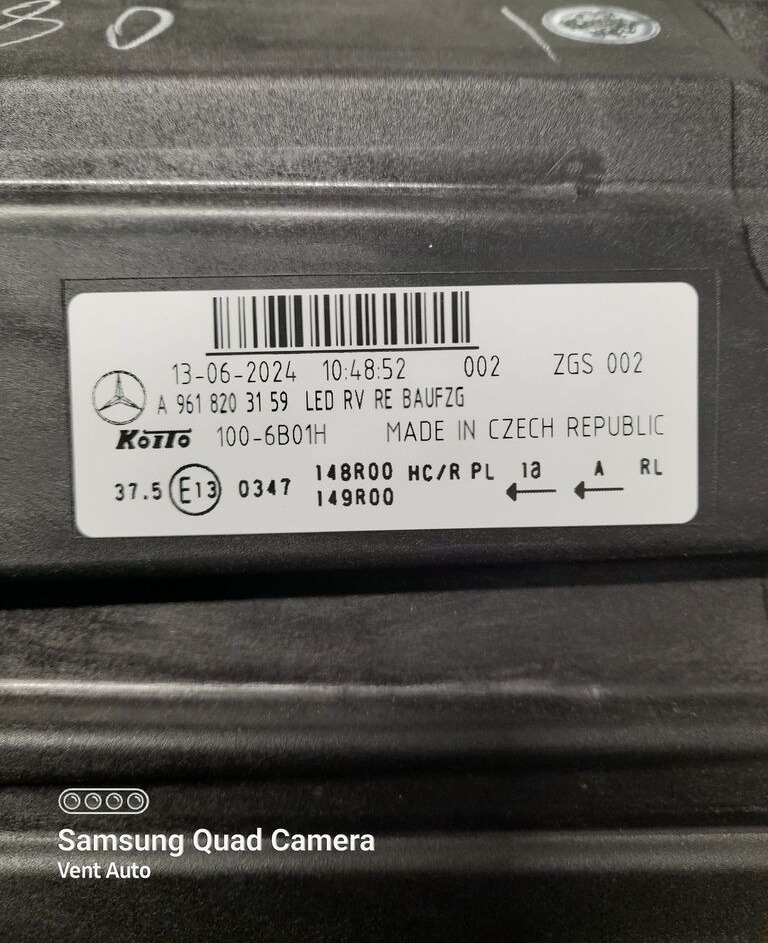 80
13-06-2024 10:48:52 002 ZGS 002
A 961 820 31 59 LED RV RE BAUFZG
100-6B01H MADE IN CZECH REPUBLIC
37.5 E13 0347 148R00 HC/R PL 1a A RL
149R00
Samsung Quad Camera
Vent Auto